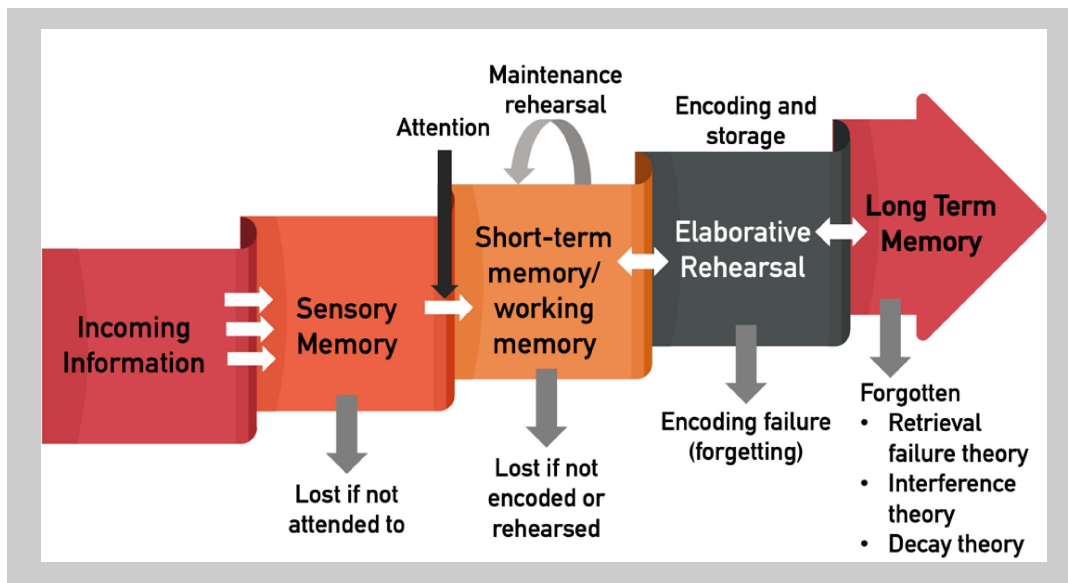 Maintenance
rehearsal
Attention
Encoding and
storage
Incoming
Information
Sensory
Memory
Short-term
memory/
working
memory
Elaborative
Rehearsal
Long Term
Memory
Lost if not
attended to
Lost if not
encoded or
rehearsed
Encoding failure
(forgetting)
Forgotten
• Retrieval
failure theory
• Interference
theory
• Decay theory